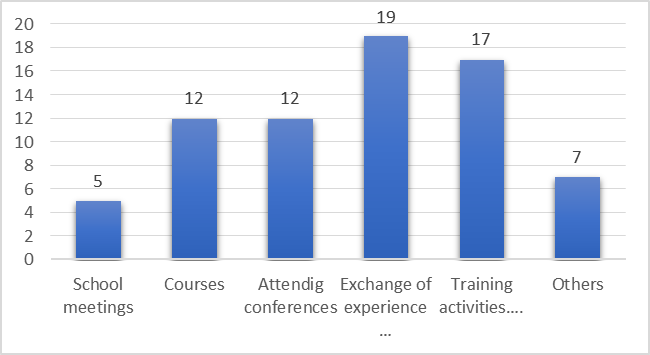 20
18
16
14
12
10
8
6
4
2
0
5
12
12
19
17
7
School
meetings
Courses
Attendig
conferences
Exchange of
experience
...
Training
activities....
Others